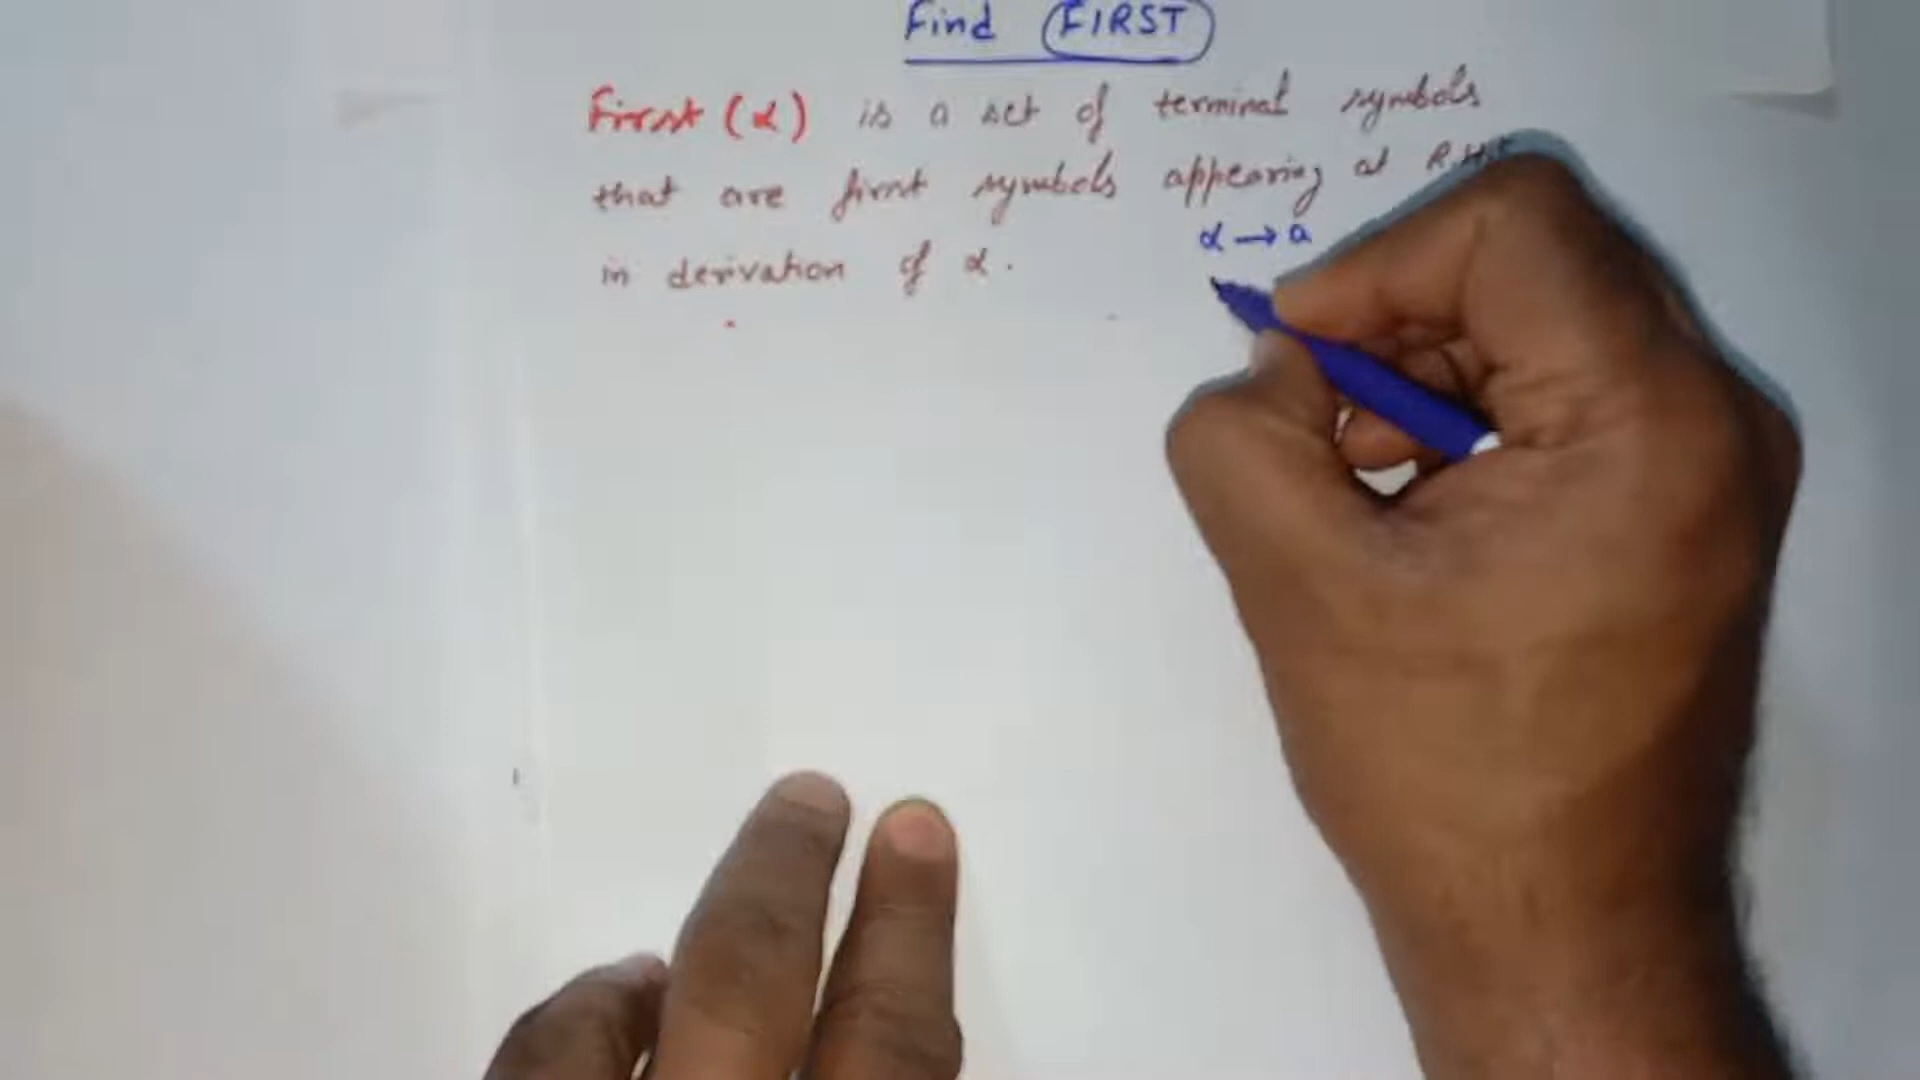 Find FIRST
First (α) is a set of terminal symbols
that are first symbols appearing at R.H.S
α → a
in derivation of α.